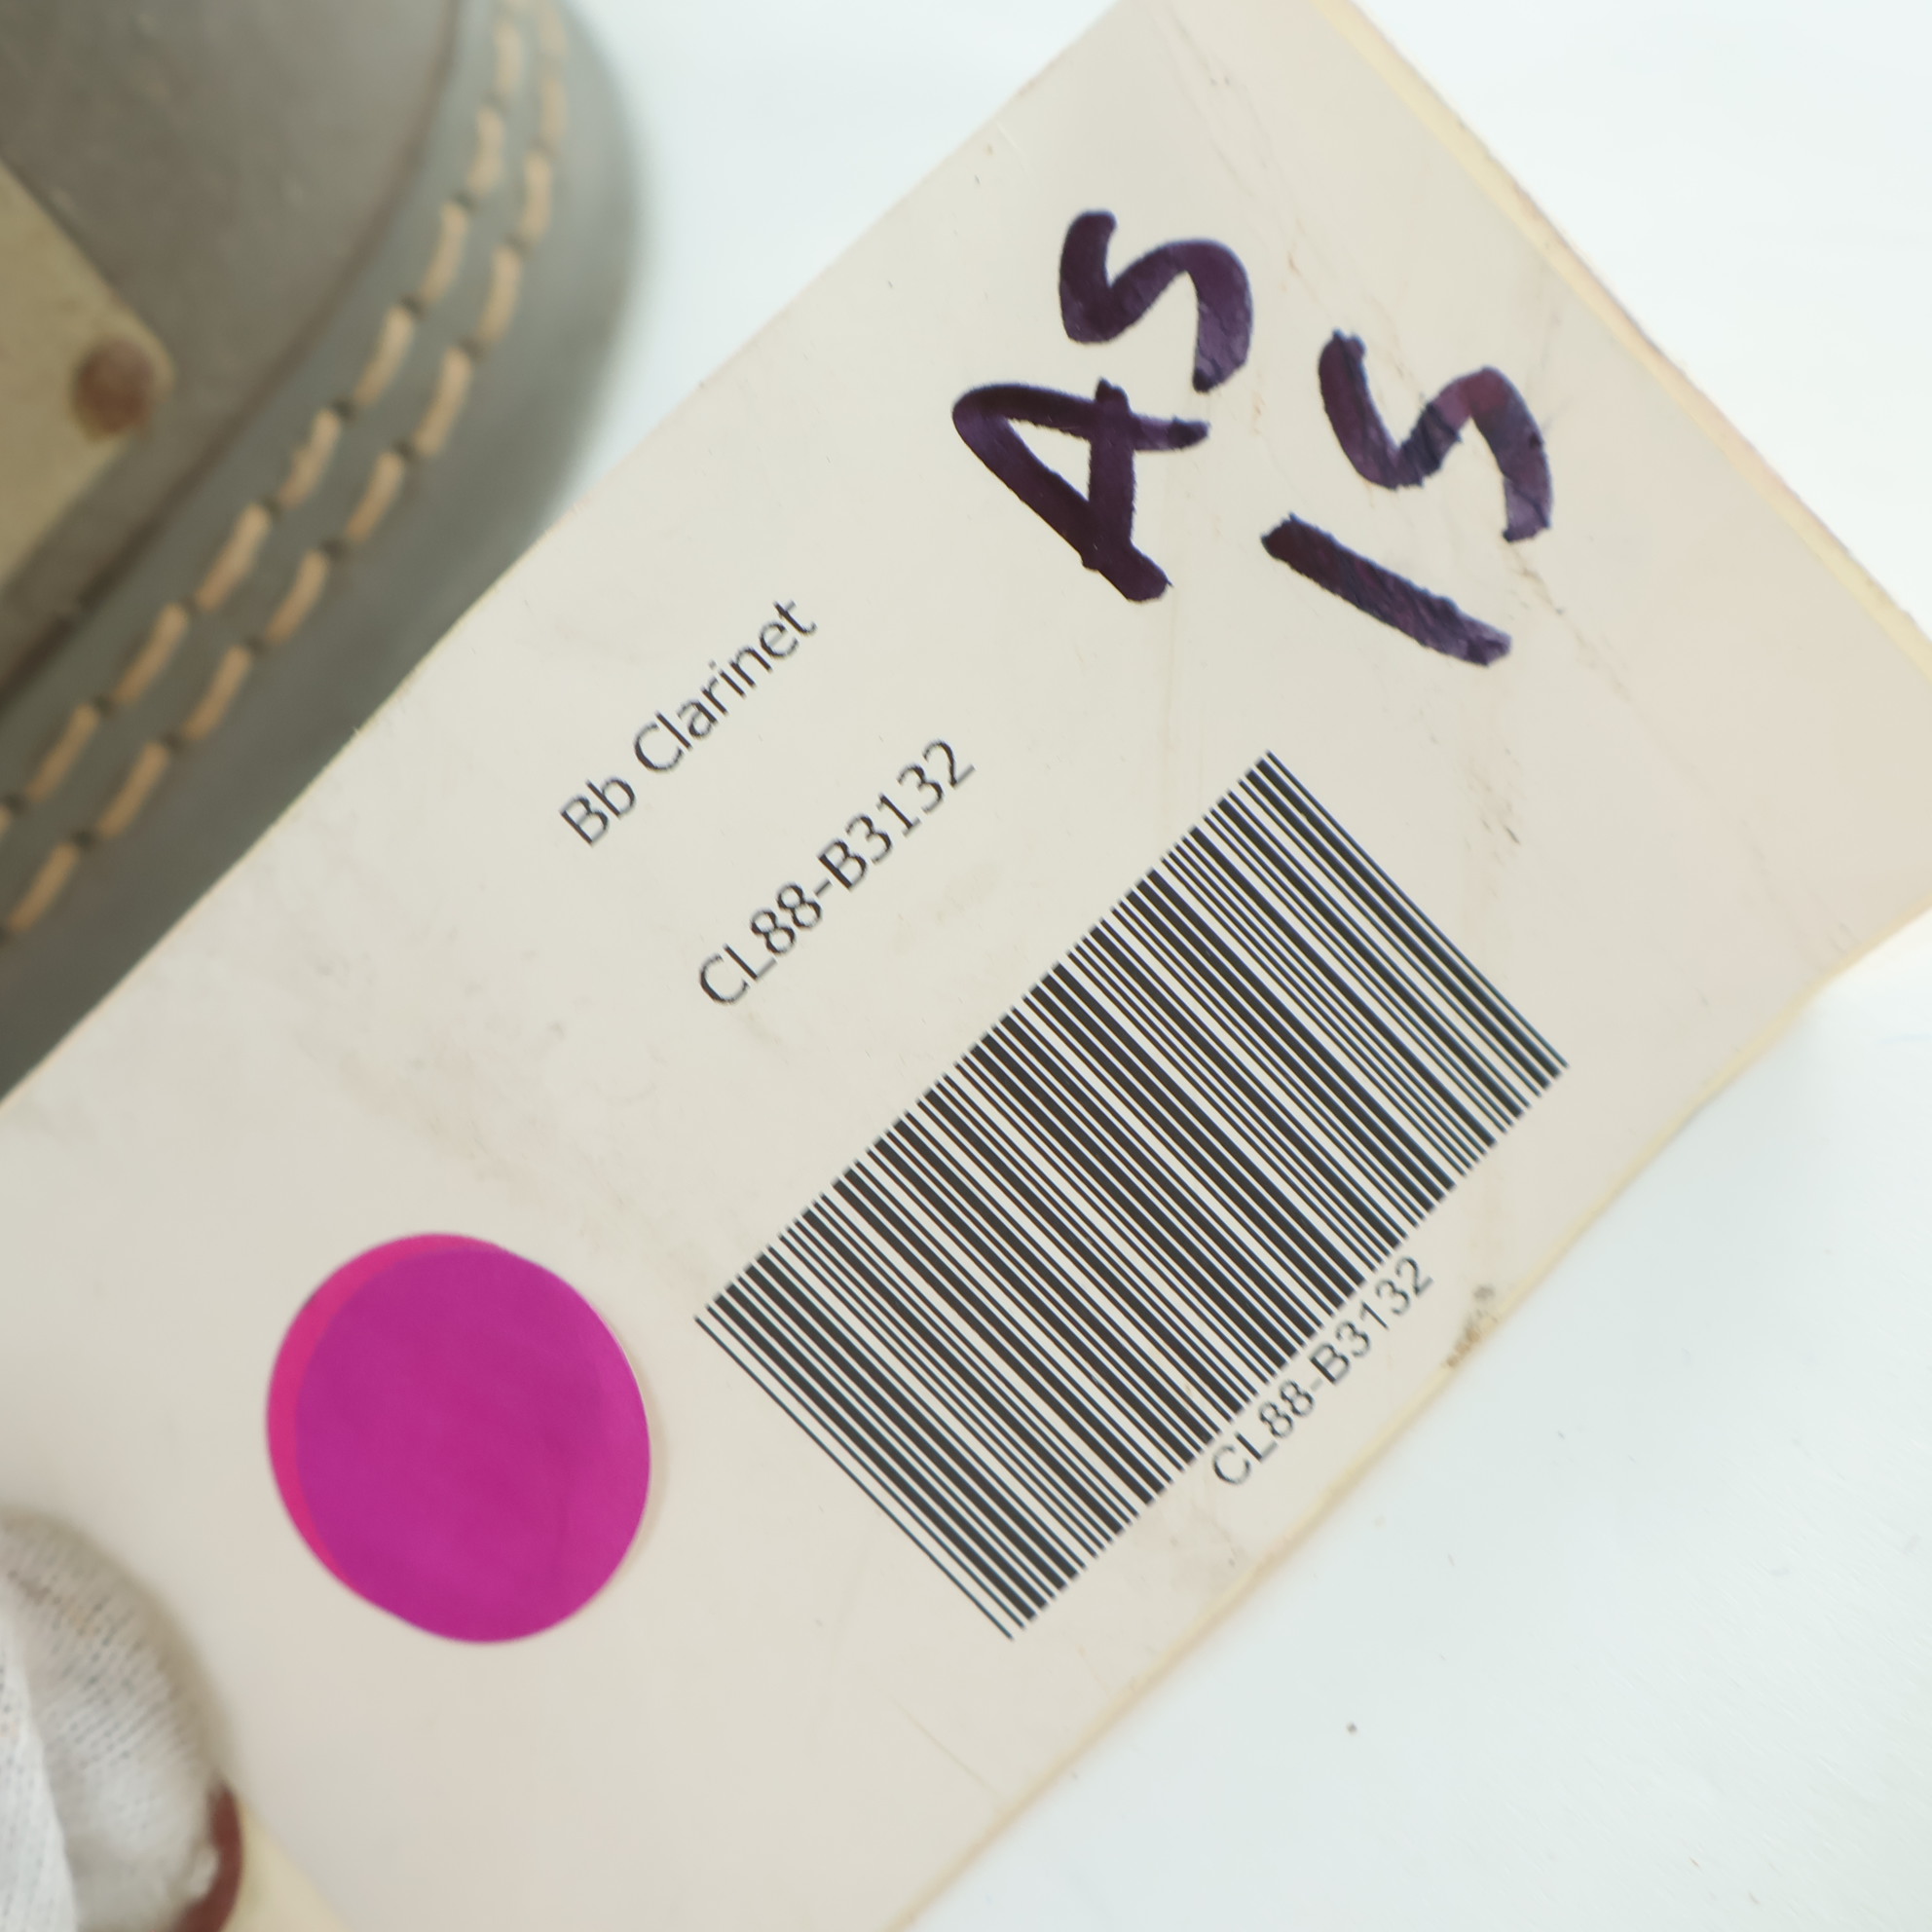 AS
15
Bb Clarinet
CL88-B3132
CL88-B3132